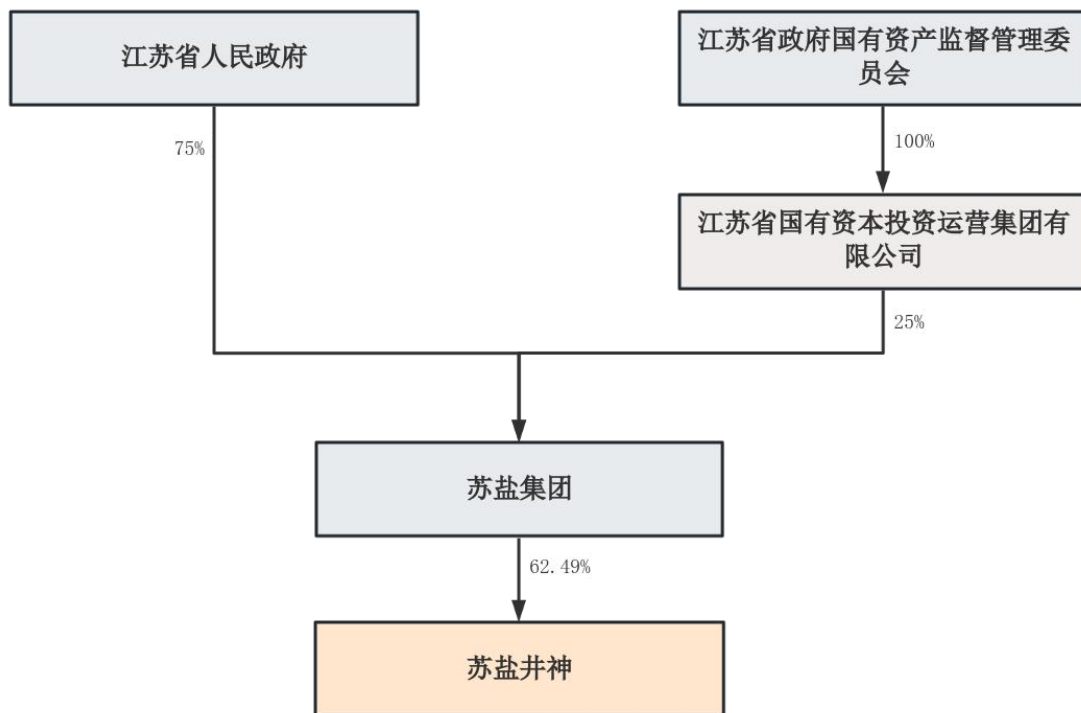 江苏省人民政府
江苏省政府国有资产监督管理委
员会
75%
100%
江苏省国有资本投资运营集团有
限公司
25%
苏盐集团
62.49%
苏盐井神